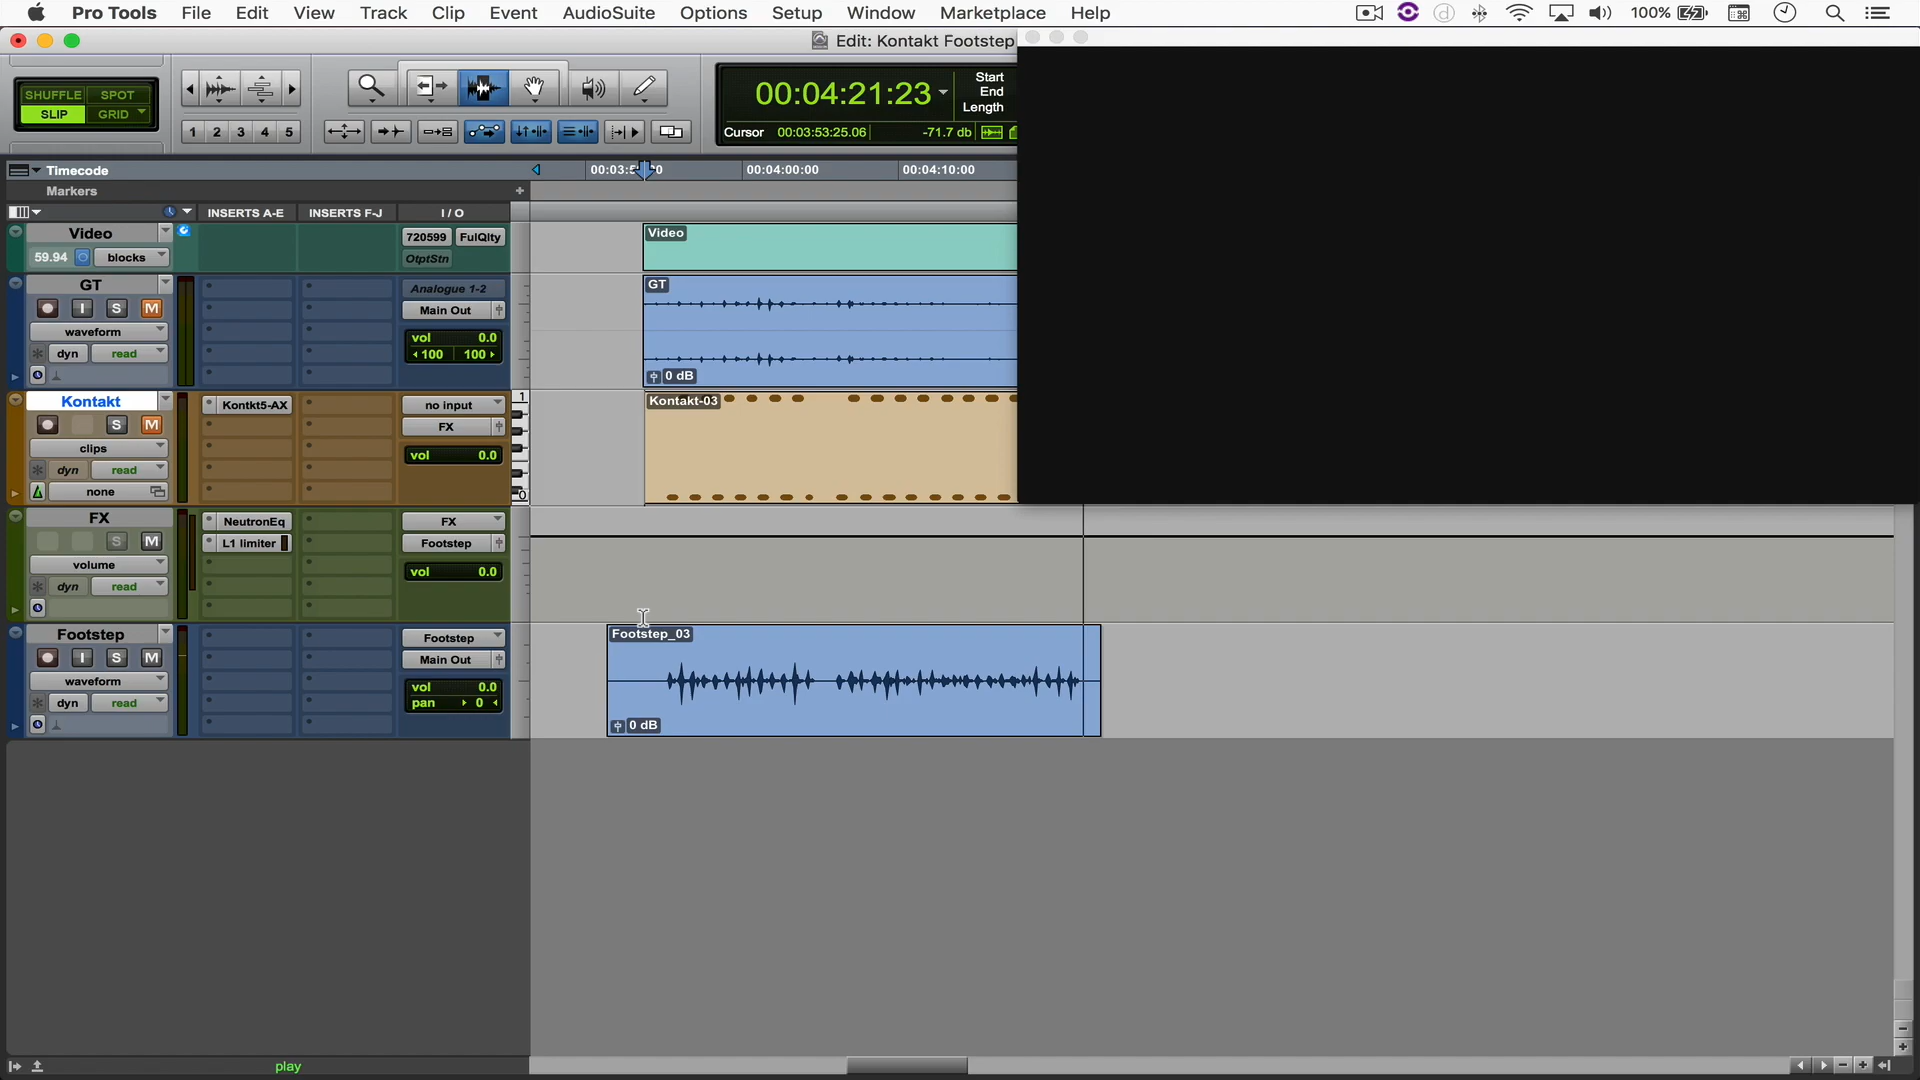 Pro Tools File Edit View Track Clip Event AudioSuite Options Setup Window Marketplace Help 100%
Edit: Kontakt Footstep
SHUFFLE SPOT
SLIP GRID
1 2 3 4 5
00:04:21:23
Start
End
Length
Cursor 00:03:53:25.06 -71.7 db
Timecode
00:04:00:00 00:04:10:00
Markers
INSERTS A-E INSERTS F-J I / O
Video
59.94 blocks
720599 FulQlty
OtptStn
Video
GT
I S M
waveform
dyn read
Analogue 1-2
Main Out
vol 0.0
100 100
GT
0 dB
Kontakt
S M
clips
dyn read
none
Kontkt5-AX
no input
FX
vol 0.0
1
0
Kontakt-03
FX
S M
volume
dyn read
NeutronEq
L1 limiter
FX
Footstep
vol 0.0
Footstep
I S M
waveform
dyn read
Footstep
Main Out
vol 0.0
pan 0
Footstep_03
0 dB
play